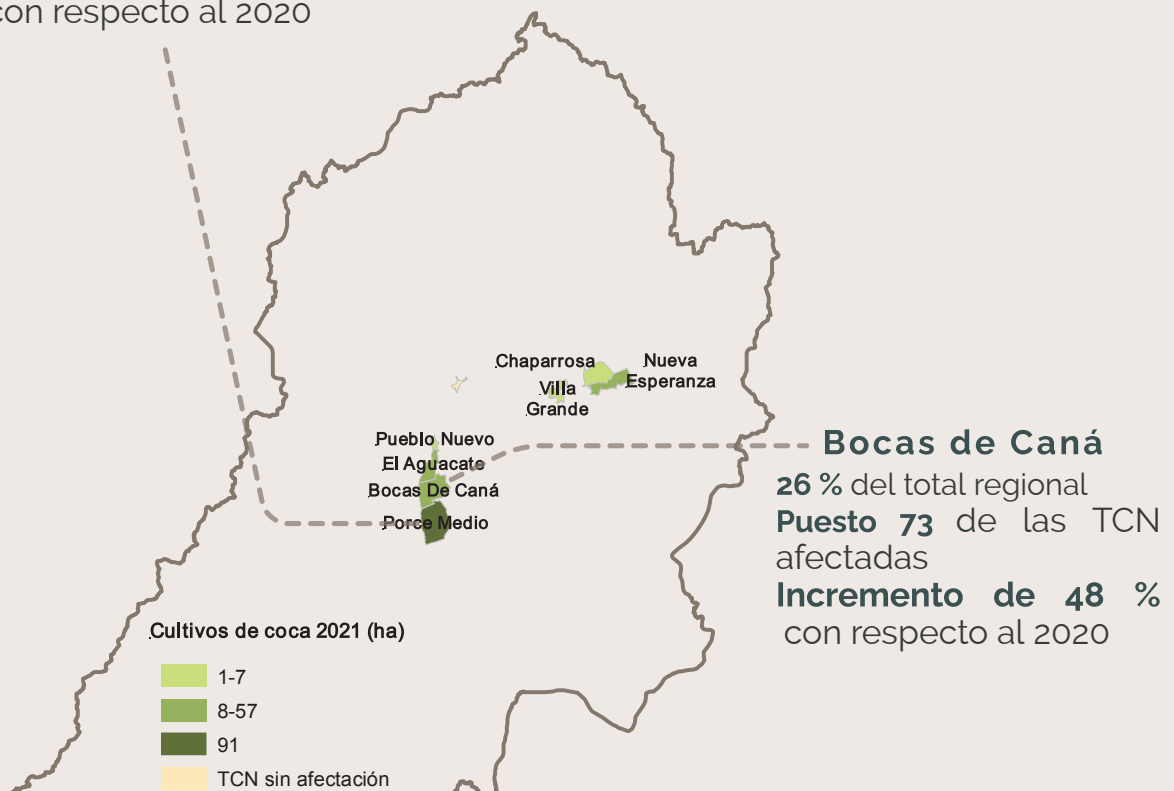 con respecto al 2020
Chaparrosa
Nueva
Esperanza
Villa
Grande
Pueblo Nuevo
El Aguacate
Bocas De Caná
Porce Medio
Bocas de Caná
26 % del total regional
Puesto 73 de las TCN
afectadas
Incremento de 48 %
con respecto al 2020
Cultivos de coca 2021 (ha)
1-7
8-57
91
TCN sin afectación